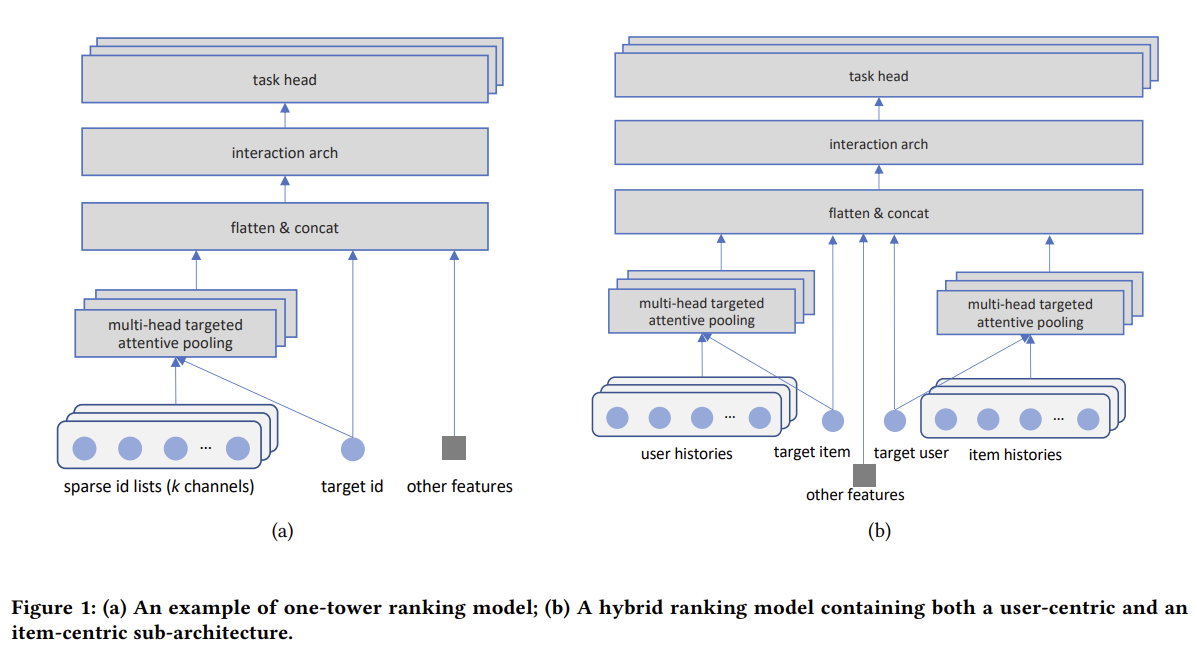 task head
interaction arch
flatten & concat
multi-head targeted
attentive pooling
...
sparse id lists (k channels)
target id
other features
(a)
task head
interaction arch
flatten & concat
multi-head targeted
attentive pooling
multi-head targeted
attentive pooling
...
...
user histories
target item
target user
item histories
other features
(b)
Figure 1: (a) An example of one-tower ranking model; (b) A hybrid ranking model containing both a user-centric and an
item-centric sub-architecture.